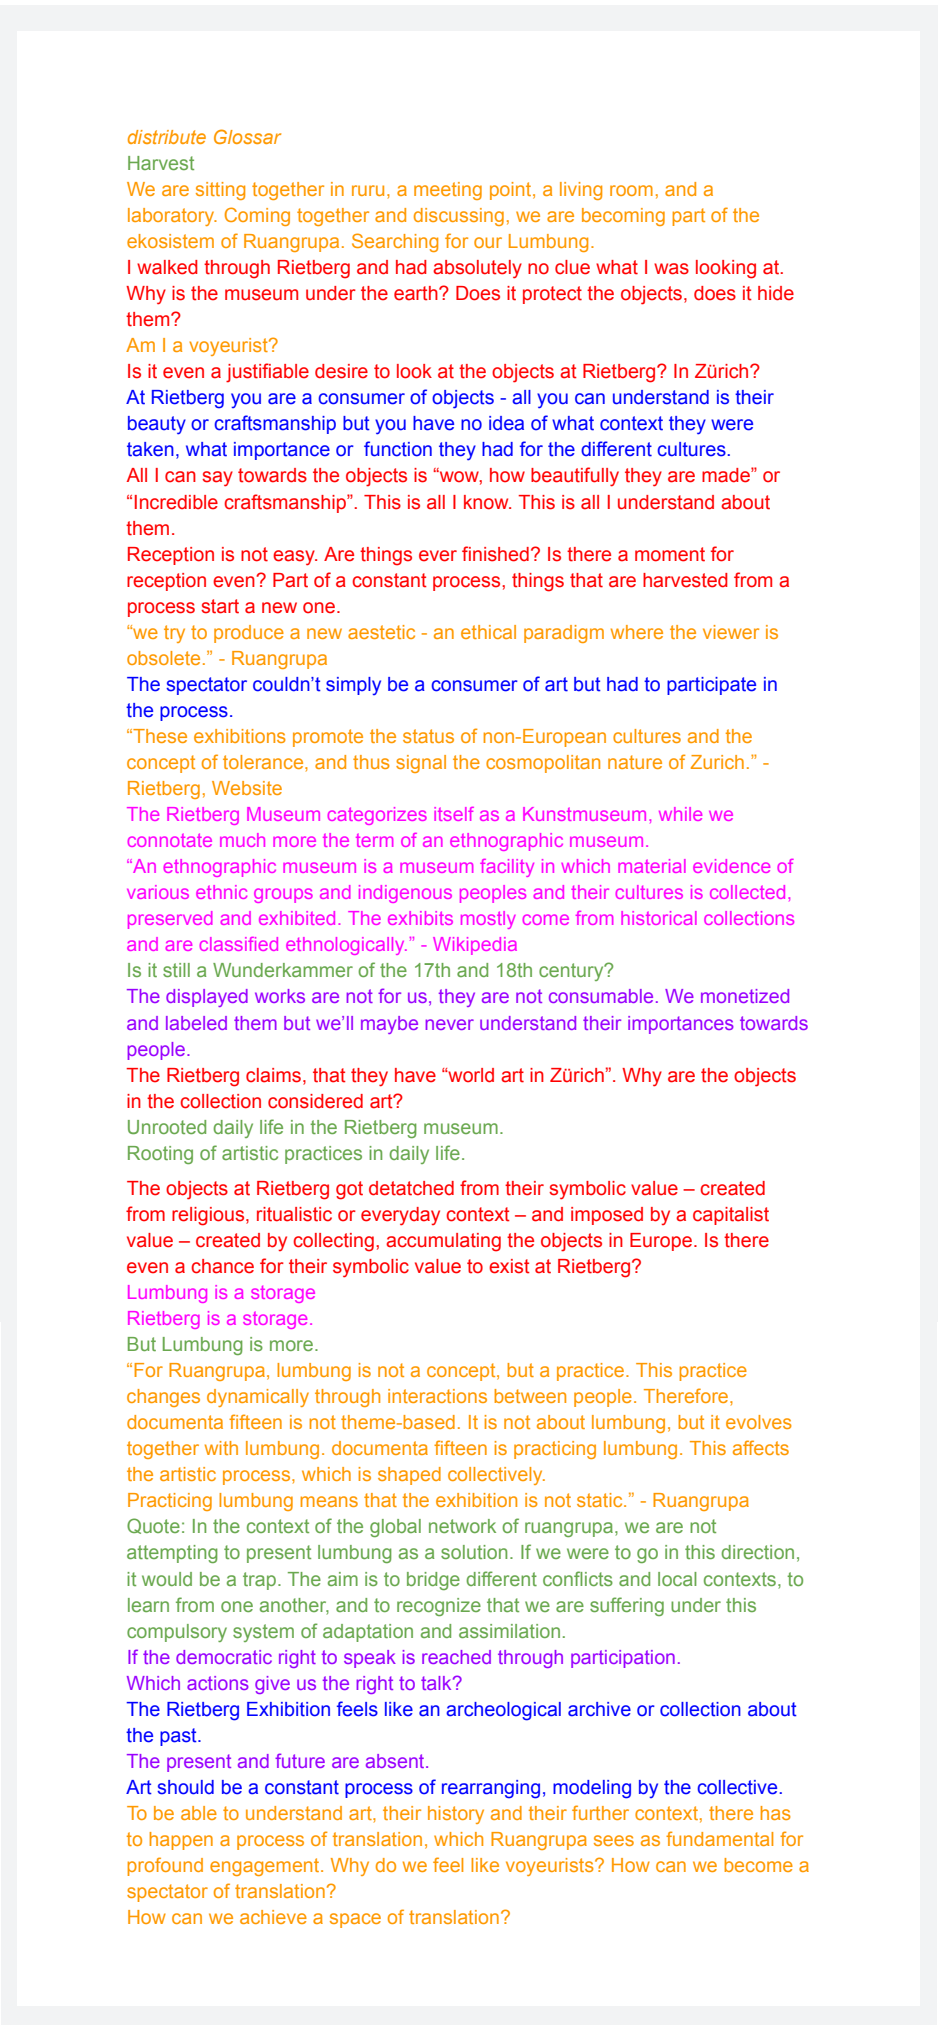 distribute Glossar
Harvest
We are sitting together in ruru, a meeting point, a living room, and a
laboratory. Coming together and discussing, we are becoming part of the
ekosistem of Ruangrupa. Searching for our Lumbung.
I walked through Rietberg and had absolutely no clue what I was looking at.
Why is the museum under the earth? Does it protect the objects, does it hide
them?
Am I a voyeurist?
Is it even a justifiable desire to look at the objects at Rietberg? In Zürich?
At Rietberg you are a consumer of objects - all you can understand is their
beauty or craftsmanship but you have no idea of what context they were
taken, what importance or  function they had for the different cultures.
All I can say towards the objects is “wow, how beautifully they are made” or
“Incredible craftsmanship”. This is all I know. This is all I understand about
them.
Reception is not easy. Are things ever finished? Is there a moment for
reception even? Part of a constant process, things that are harvested from a
process start a new one.
“we try to produce a new aestetic - an ethical paradigm where the viewer is
obsolete.” - Ruangrupa
The spectator couldn’t simply be a consumer of art but had to participate in
the process.
“These exhibitions promote the status of non-European cultures and the
concept of tolerance, and thus signal the cosmopolitan nature of Zurich.” -
Rietberg, Website
The Rietberg Museum categorizes itself as a Kunstmuseum, while we
connotate much more the term of an ethnographic museum.
“An ethnographic museum is a museum facility in which material evidence of
various ethnic groups and indigenous peoples and their cultures is collected,
preserved and exhibited. The exhibits mostly come from historical collections
and are classified ethnologically.” - Wikipedia
Is it still a Wunderkammer of the 17th and 18th century?
The displayed works are not for us, they are not consumable. We monetized
and labeled them but we’ll maybe never understand their importances towards
people.
The Rietberg claims, that they have “world art in Zürich”. Why are the objects
in the collection considered art?
Unrooted daily life in the Rietberg museum.
Rooting of artistic practices in daily life.
The objects at Rietberg got detatched from their symbolic value – created
from religious, ritualistic or everyday context – and imposed by a capitalist
value – created by collecting, accumulating the objects in Europe. Is there
even a chance for their symbolic value to exist at Rietberg?
Lumbung is a storage
Rietberg is a storage.
But Lumbung is more.
“For Ruangrupa, lumbung is not a concept, but a practice. This practice
changes dynamically through interactions between people. Therefore,
documenta fifteen is not theme-based. It is not about lumbung, but it evolves
together with lumbung. documenta fifteen is practicing lumbung. This affects
the artistic process, which is shaped collectively.
Practicing lumbung means that the exhibition is not static.” - Ruangrupa
Quote: In the context of the global network of ruangrupa, we are not
attempting to present lumbung as a solution. If we were to go in this direction,
it would be a trap. The aim is to bridge different conflicts and local contexts, to
learn from one another, and to recognize that we are suffering under this
compulsory system of adaptation and assimilation.
If the democratic right to speak is reached through participation.
Which actions give us the right to talk?
The Rietberg Exhibition feels like an archeological archive or collection about
the past.
The present and future are absent.
Art should be a constant process of rearranging, modeling by the collective.
To be able to understand art, their history and their further context, there has
to happen a process of translation, which Ruangrupa sees as fundamental for
profound engagement. Why do we feel like voyeurists? How can we become a
spectator of translation?
How can we achieve a space of translation?